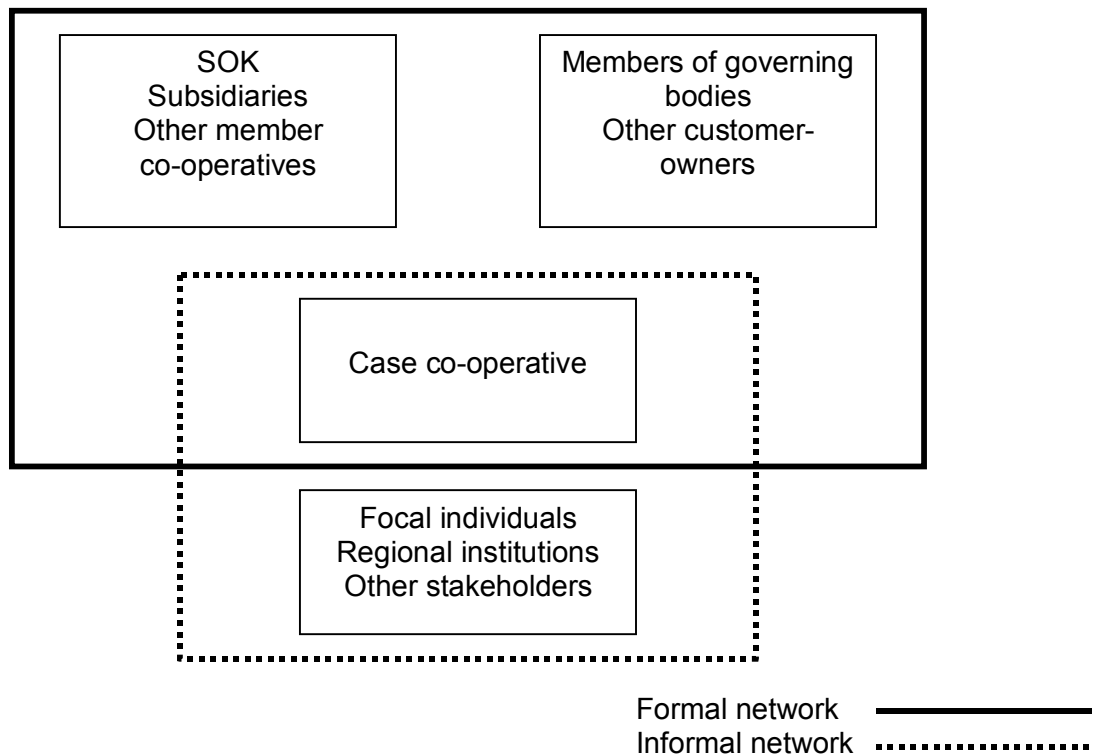 SOK
Subsidiaries
Other member
co-operatives
Members of governing
bodies
Other customer-
owners
Case co-operative
Focal individuals
Regional institutions
Other stakeholders
Formal network
Informal network